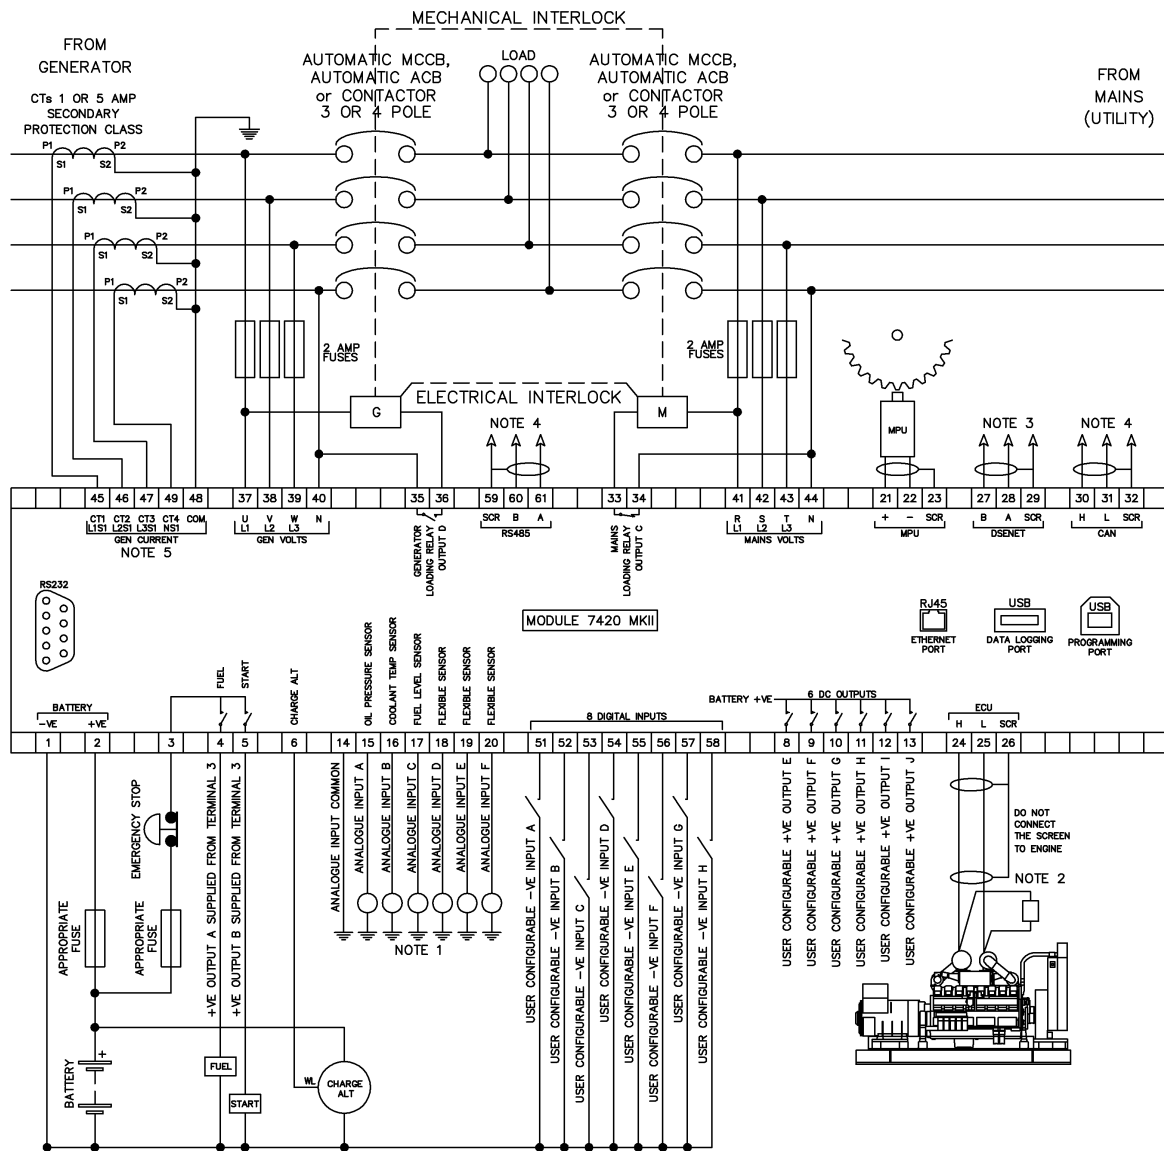 MECHANICAL INTERLOCK
FROM
GENERATOR
CTs 1 OR 5 AMP
SECONDARY
PROTECTION CLASS
AUTOMATIC MCCB,
AUTOMATIC ACB
or CONTACTOR
3 OR 4 POLE
LOAD
AUTOMATIC MCCB,
AUTOMATIC ACB
or CONTACTOR
3 OR 4 POLE
FROM
MAINS
(UTILITY)
P1 P2
S1 S2
P1 P2
S1 S2
P1 P2
S1 S2
P1 P2
S1 S2
2 AMP
FUSES
2 AMP
FUSES
ELECTRICAL INTERLOCK
G
M
MPU
NOTE 4
NOTE 3
NOTE 4
45 46 47 49 48 37 38 39 40 35 36 59 60 61 33 34 41 42 43 44 21 22 23 27 28 29 30 31 32
CT1 CT2 CT3 CT4 COM.
L1S1 L2S1 L3S1 NS1
GEN CURRENT
NOTE 5
U V W N
L1 L2 L3
GEN VOLTS
GENERATOR
LOADING RELAY
OUTPUT D
SCR B A
RS485
MAINS
LOADING RELAY
OUTPUT C
R S T N
L1 L2 L3
MAINS VOLTS
+ − SCR
MPU
B A SCR
DSENET
H L SCR
CAN
RS232
MODULE 7420 MKII
RJ45
ETHERNET
PORT
USB
DATA LOGGING
PORT
USB
PROGRAMMING
PORT
BATTERY
-VE +VE
FUEL
START
CHARGE ALT
OIL PRESSURE SENSOR
COOLANT TEMP SENSOR
FUEL LEVEL SENSOR
FLEXIBLE SENSOR
FLEXIBLE SENSOR
FLEXIBLE SENSOR
8 DIGITAL INPUTS
BATTERY +VE
6 DC OUTPUTS
ECU
H L SCR
1 2 3 4 5 6 14 15 16 17 18 19 20 51 52 53 54 55 56 57 58 8 9 10 11 12 13 24 25 26
EMERGENCY STOP
APPROPRIATE
FUSE
APPROPRIATE
FUSE
+VE OUTPUT A SUPPLIED FROM TERMINAL 3
+VE OUTPUT B SUPPLIED FROM TERMINAL 3
ANALOGUE INPUT COMMON
ANALOGUE INPUT A
ANALOGUE INPUT B
ANALOGUE INPUT C
ANALOGUE INPUT D
ANALOGUE INPUT E
ANALOGUE INPUT F
NOTE 1
USER CONFIGURABLE -VE INPUT A
USER CONFIGURABLE -VE INPUT B
USER CONFIGURABLE -VE INPUT C
USER CONFIGURABLE -VE INPUT D
USER CONFIGURABLE -VE INPUT E
USER CONFIGURABLE -VE INPUT F
USER CONFIGURABLE -VE INPUT G
USER CONFIGURABLE -VE INPUT H
USER CONFIGURABLE +VE OUTPUT E
USER CONFIGURABLE +VE OUTPUT F
USER CONFIGURABLE +VE OUTPUT G
USER CONFIGURABLE +VE OUTPUT H
USER CONFIGURABLE +VE OUTPUT I
USER CONFIGURABLE +VE OUTPUT J
DO NOT
CONNECT
THE SCREEN
TO ENGINE
NOTE 2
BATTERY
+
FUEL
START
WL
CHARGE
ALT